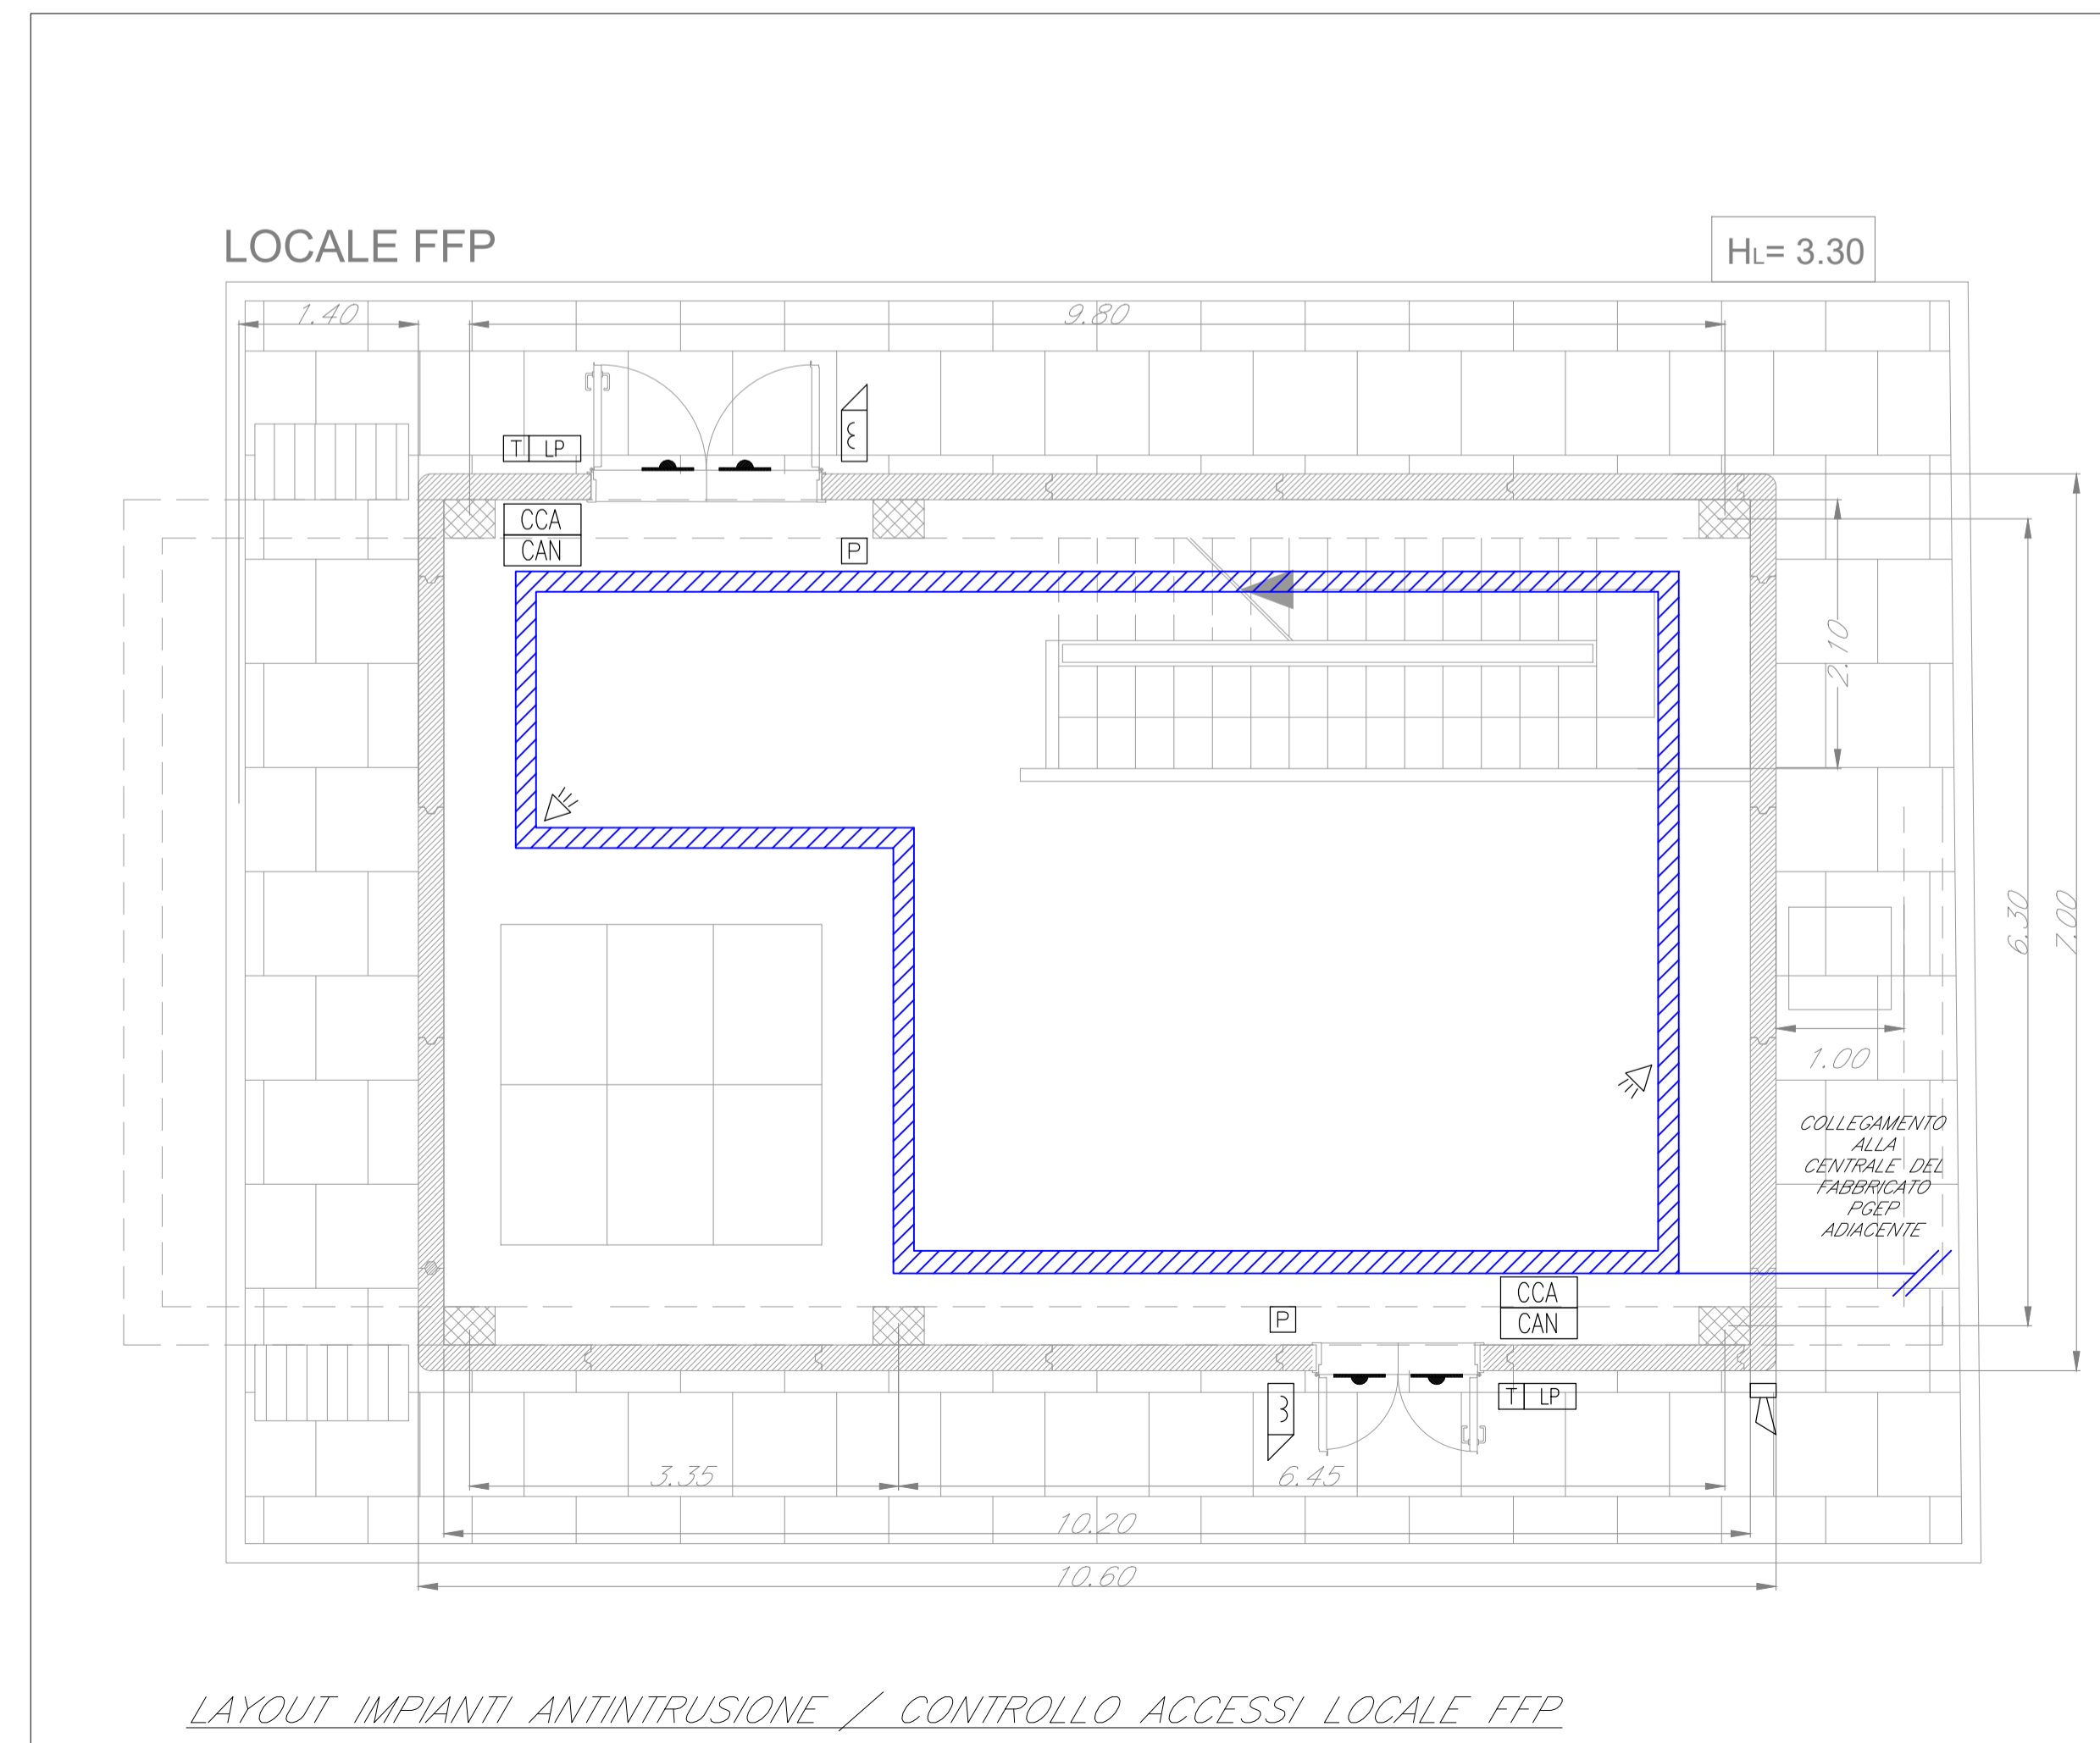 LOCALE FFP
HL= 3.30
1.40
9.80
T LP
CCA
CAN
P
2.10
6.30
7.00
1.00
COLLEGAMENTO
ALLA
CENTRALE DEL
FABBRICATO
PGEP
ADIACENTE
CCA
CAN
P
T LP
3.35
6.45
10.20
10.60
LAYOUT IMPIANTI ANTINTRUSIONE / CONTROLLO ACCESSI LOCALE FFP